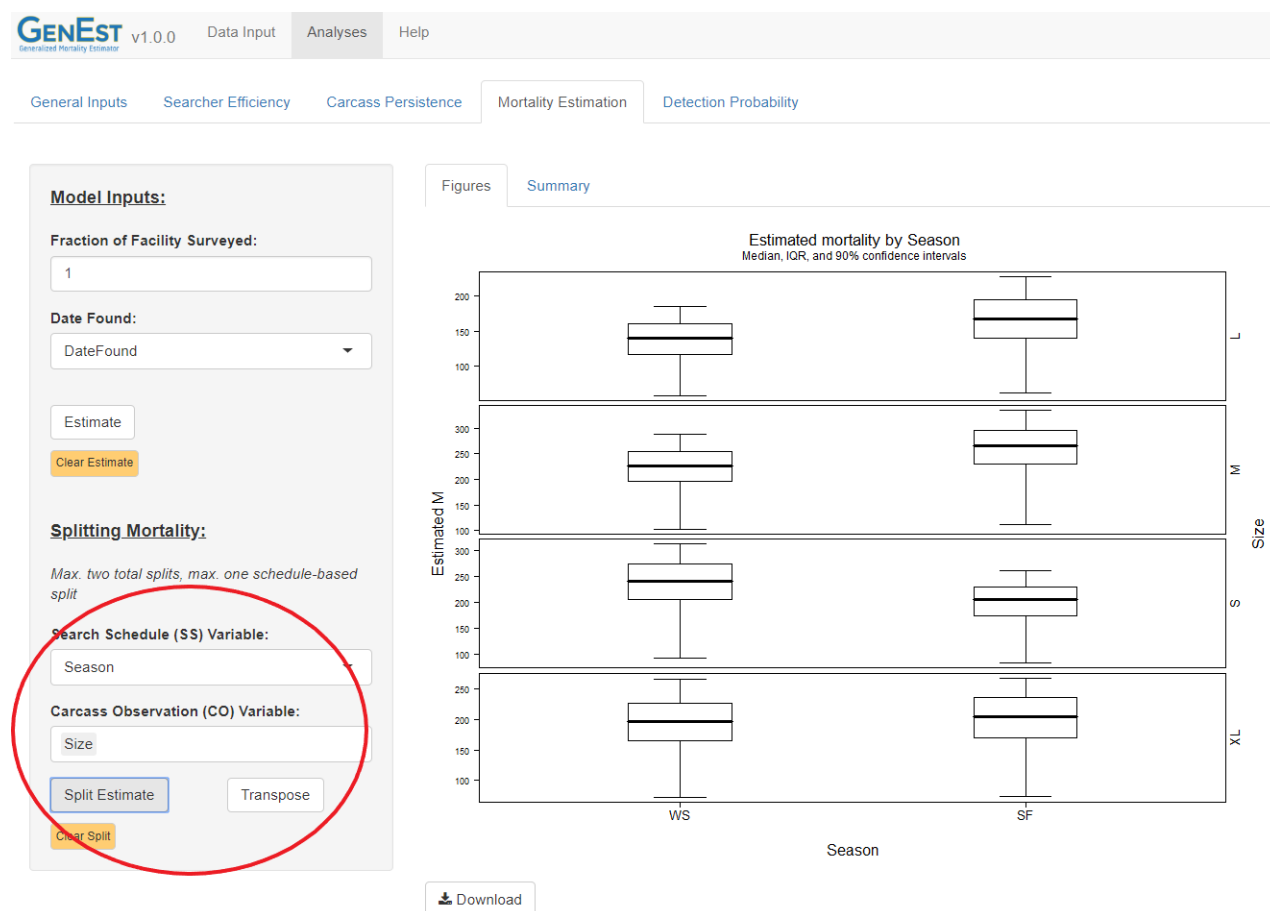 GENEST v1.0.0 Data Input Analyses Help
Generalized Mortality Estimator
General Inputs Searcher Efficiency Carcass Persistence Mortality Estimation Detection Probability
Model Inputs:
Fraction of Facility Surveyed:
1
Date Found:
DateFound
Estimate
Clear Estimate
Splitting Mortality:
Max. two total splits, max. one schedule-based
split
Search Schedule (SS) Variable:
Season
Carcass Observation (CO) Variable:
Size
Split Estimate Transpose
Clear Split
Figures Summary
Estimated mortality by Season
Median, IQR, and 90% confidence intervals
Estimated M
200
150
100
L
300
250
200
150
100
M
300
250
200
150
100
S
250
200
150
100
XL
Size
WS SF
Season
Download